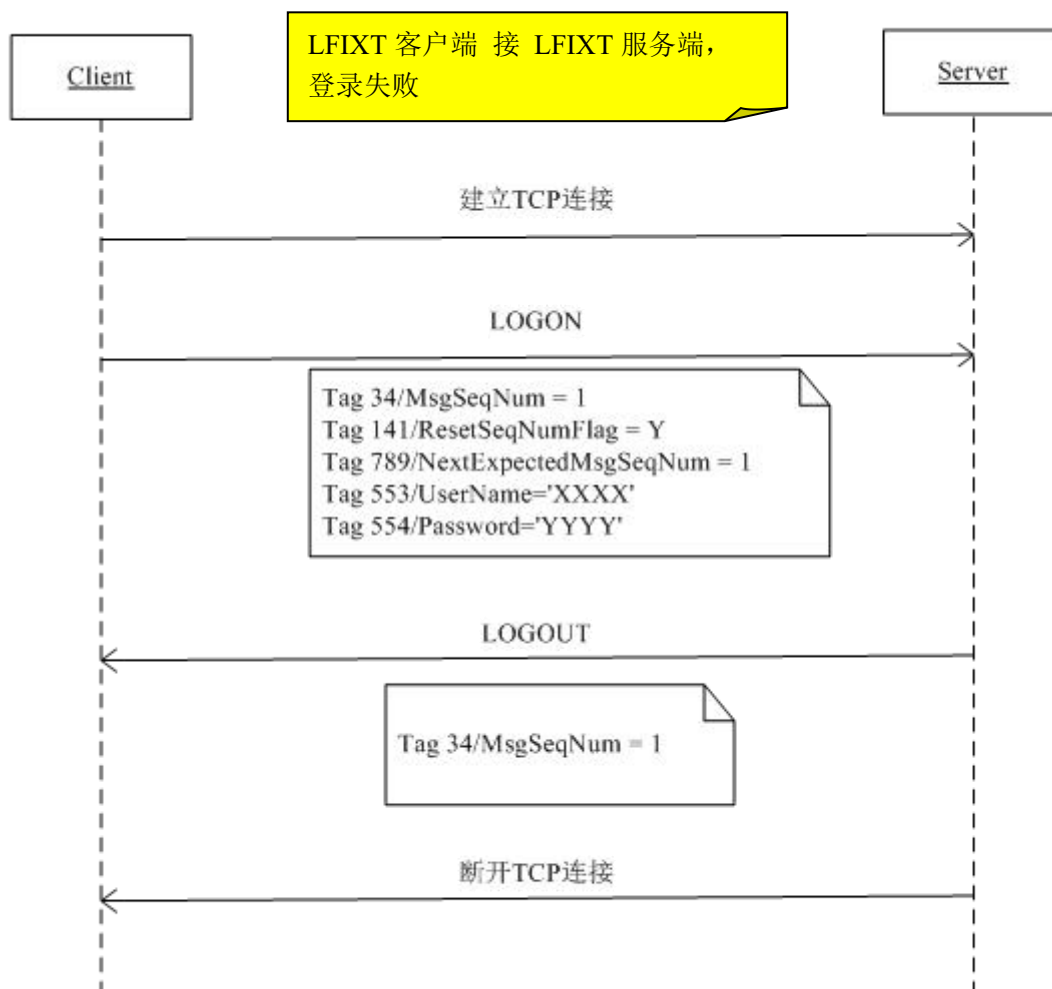 Client
LFIXT 客户端 接 LFIXT 服务端，
登录失败
Server
建立TCP连接
LOGON
Tag 34/MsgSeqNum = 1
Tag 141/ResetSeqNumFlag = Y
Tag 789/NextExpectedMsgSeqNum = 1
Tag 553/UserName='XXXX'
Tag 554/Password='YYYY'
LOGOUT
Tag 34/MsgSeqNum = 1
断开TCP连接